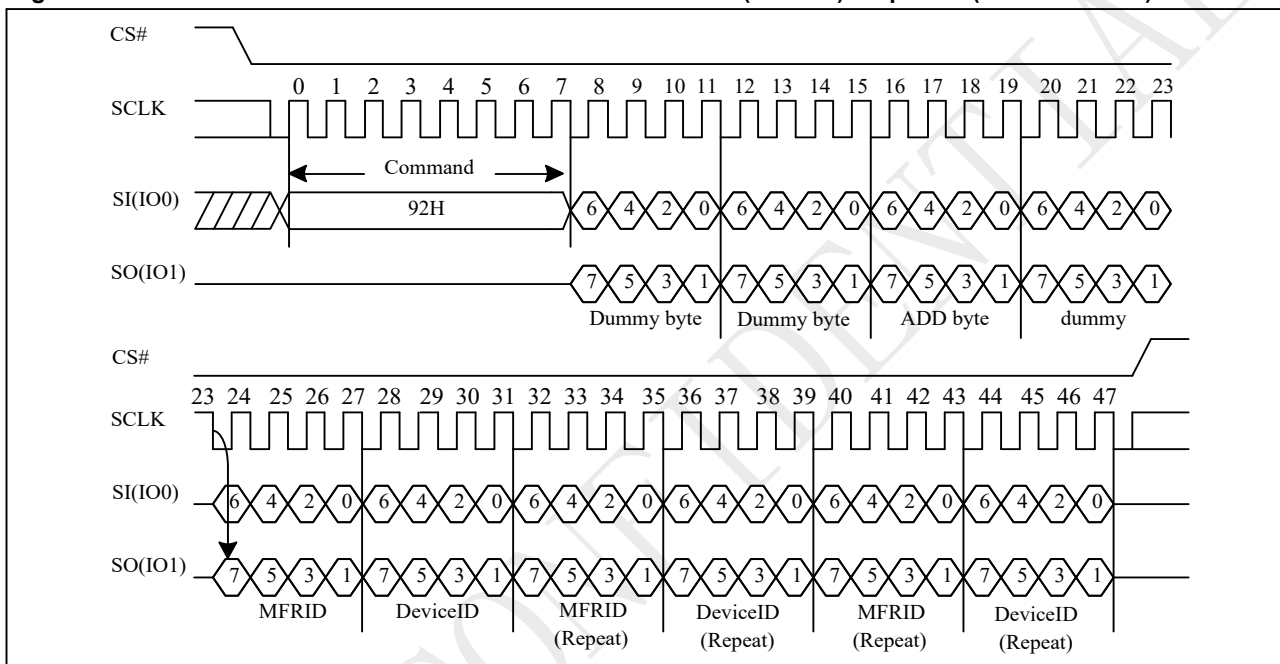 CS#
0 1 2 3 4 5 6 7 8 9 10 11 12 13 14 15 16 17 18 19 20 21 22 23
SCLK
Command
SI(IO0) 92H 6 4 2 0 6 4 2 0 6 4 2 0 6 4 2 0
SO(IO1) 7 5 3 1 7 5 3 1 7 5 3 1 7 5 3 1
Dummy byte Dummy byte ADD byte dummy
CS#
23 24 25 26 27 28 29 30 31 32 33 34 35 36 37 38 39 40 41 42 43 44 45 46 47
SCLK
SI(IO0) 6 4 2 0 6 4 2 0 6 4 2 0 6 4 2 0 6 4 2 0 6 4 2 0
SO(IO1) 7 5 3 1 7 5 3 1 7 5 3 1 7 5 3 1 7 5 3 1 7 5 3 1
MFRID DeviceID MFRID DeviceID MFRID DeviceID
(Repeat) (Repeat) (Repeat) (Repeat)